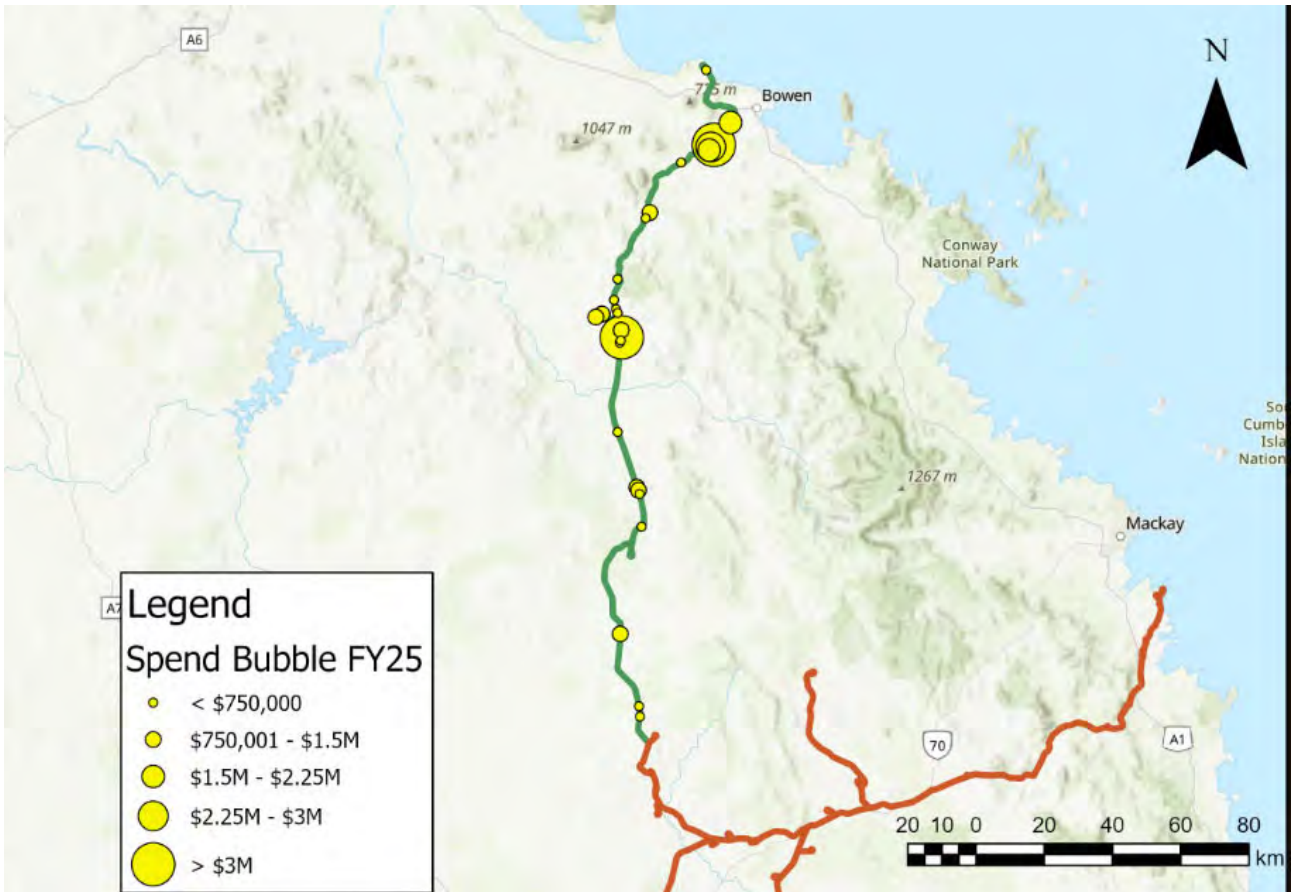 A6
N
775 m
Bowen
1047 m
Conway
National Park
1267 m
Mackay
A7
70
A1
Legend
Spend Bubble FY25
< $750,000
$750,001 - $1.5M
$1.5M - $2.25M
$2.25M - $3M
> $3M
20 10 0 20 40 60 80
km